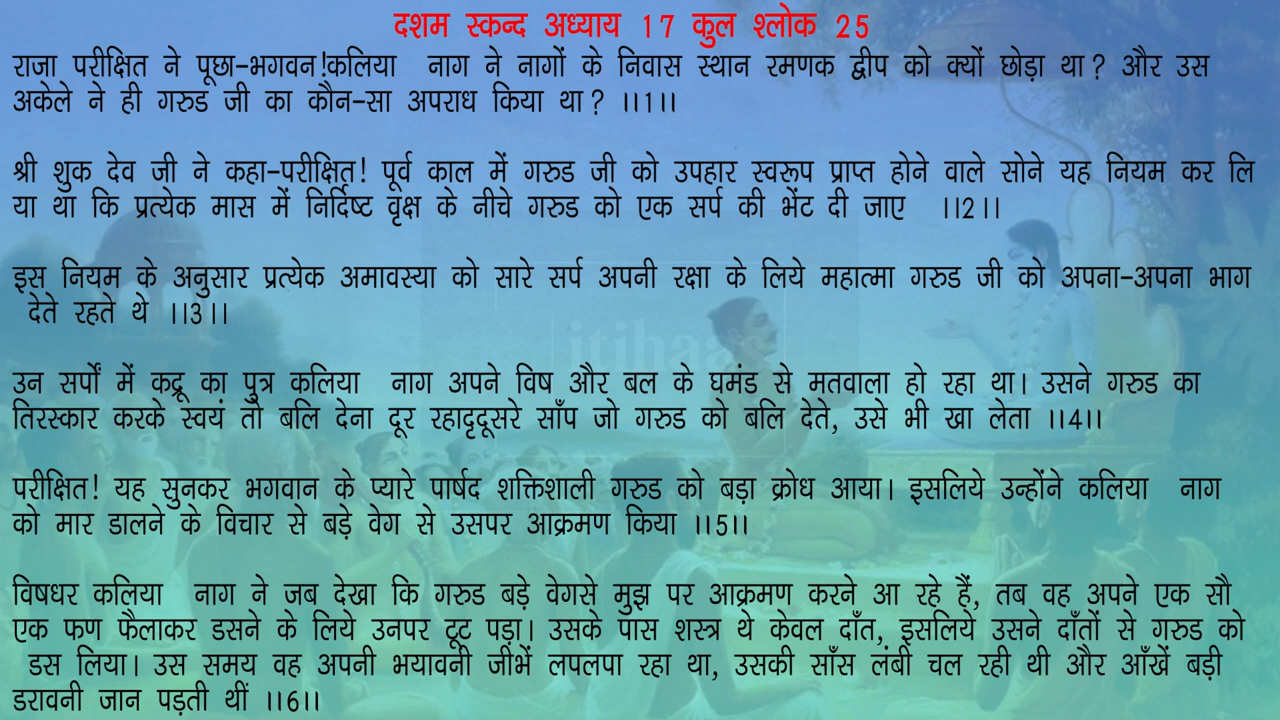 दशम स्कन्द अध्याय 17 कुल श्लोक 25
राजा परीक्षित ने पूछा-भगवन!कलिया नाग ने नागों के निवास स्थान रमणक द्वीप को क्यों छोड़ा था? और उस
अकेले ने ही गरुड जी का कौन-सा अपराध किया था? ।।1।।
श्री शुक देव जी ने कहा-परीक्षित! पूर्व काल में गरुड जी को उपहार स्वरूप प्राप्त होने वाले सोने यह नियम कर लि
या था कि प्रत्येक मास में निर्दिष्ट वृक्ष के नीचे गरुड को एक सर्प की भेंट दी जाए ।।2।।
इस नियम के अनुसार प्रत्येक अमावस्या को सारे सर्प अपनी रक्षा के लिये महात्मा गरुड जी को अपना-अपना भाग
देते रहते थे ।।3।।
उन सर्पों में कद्रू का पुत्र कलिया नाग अपने विष और बल के घमंड से मतवाला हो रहा था। उसने गरुड का
तिरस्कार करके स्वयं तो बलि देना दूर रहादृदूसरे साँप जो गरुड को बलि देते, उसे भी खा लेता ।।4।।
परीक्षित! यह सुनकर भगवान के प्यारे पार्षद शक्तिशाली गरुड को बड़ा क्रोध आया। इसलिये उन्होंने कलिया नाग
को मार डालने के विचार से बड़े वेग से उसपर आक्रमण किया ।।5।।
विषधर कलिया नाग ने जब देखा कि गरुड बड़े वेगसे मुझ पर आक्रमण करने आ रहे हैं, तब वह अपने एक सौ
एक फण फैलाकर डसने के लिये उनपर टूट पड़ा। उसके पास शस्त्र थे केवल दाँत, इसलिये उसने दाँतों से गरुड को
डस लिया। उस समय वह अपनी भयावनी जीभें लपलपा रहा था, उसकी साँस लंबी चल रही थी और आँखें बड़ी
डरावनी जान पड़ती थीं ।।6।।